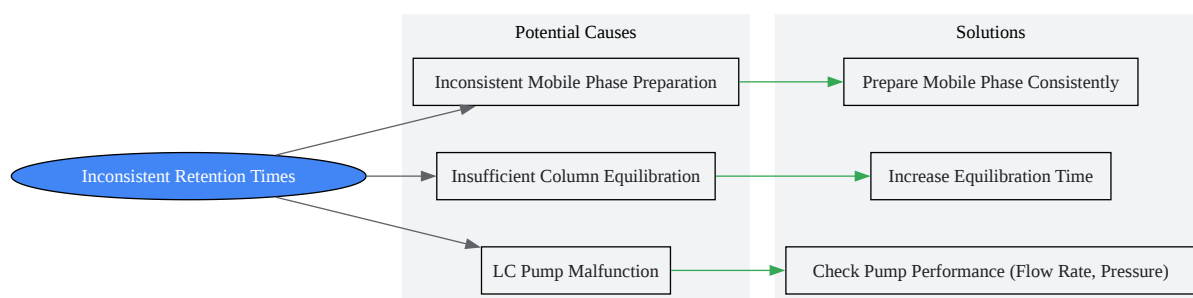 Potential Causes
Solutions
Inconsistent Mobile Phase Preparation
Prepare Mobile Phase Consistently
Inconsistent Retention Times
Insufficient Column Equilibration
Increase Equilibration Time
LC Pump Malfunction
Check Pump Performance (Flow Rate, Pressure)